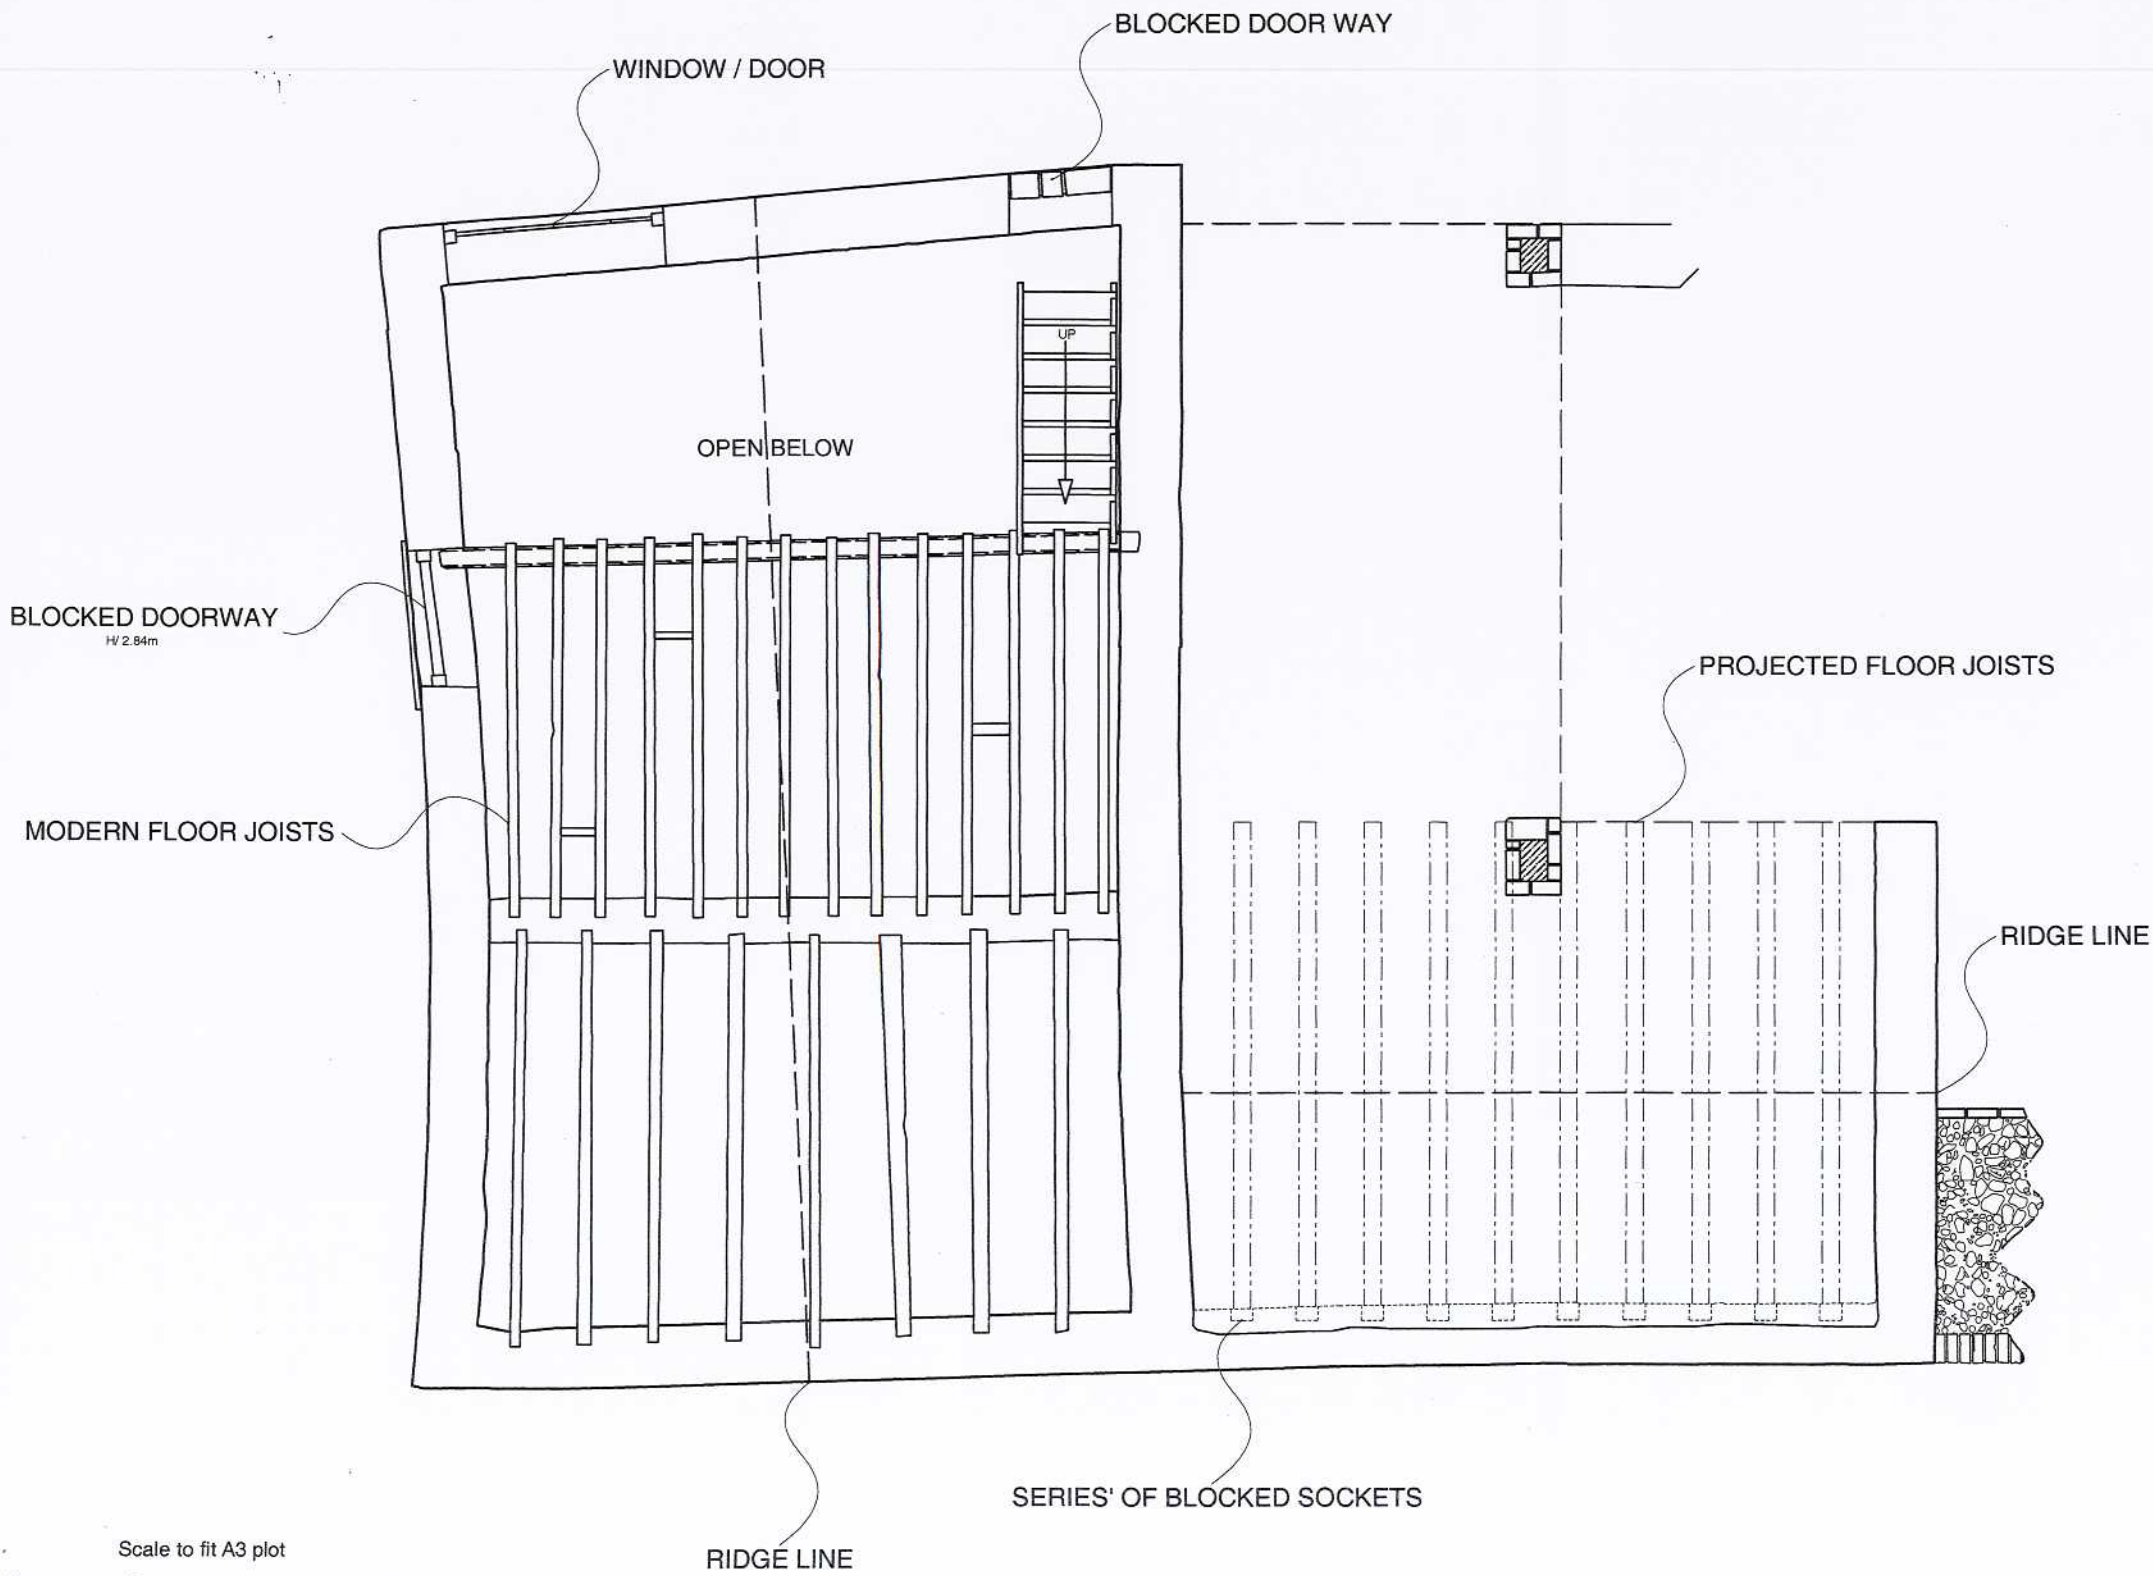 BLOCKED DOOR WAY
WINDOW / DOOR
UP
OPEN BELOW
BLOCKED DOORWAY
H/ 2.84m
PROJECTED FLOOR JOISTS
MODERN FLOOR JOISTS
RIDGE LINE
SERIES' OF BLOCKED SOCKETS
Scale to fit A3 plot
RIDGE LINE